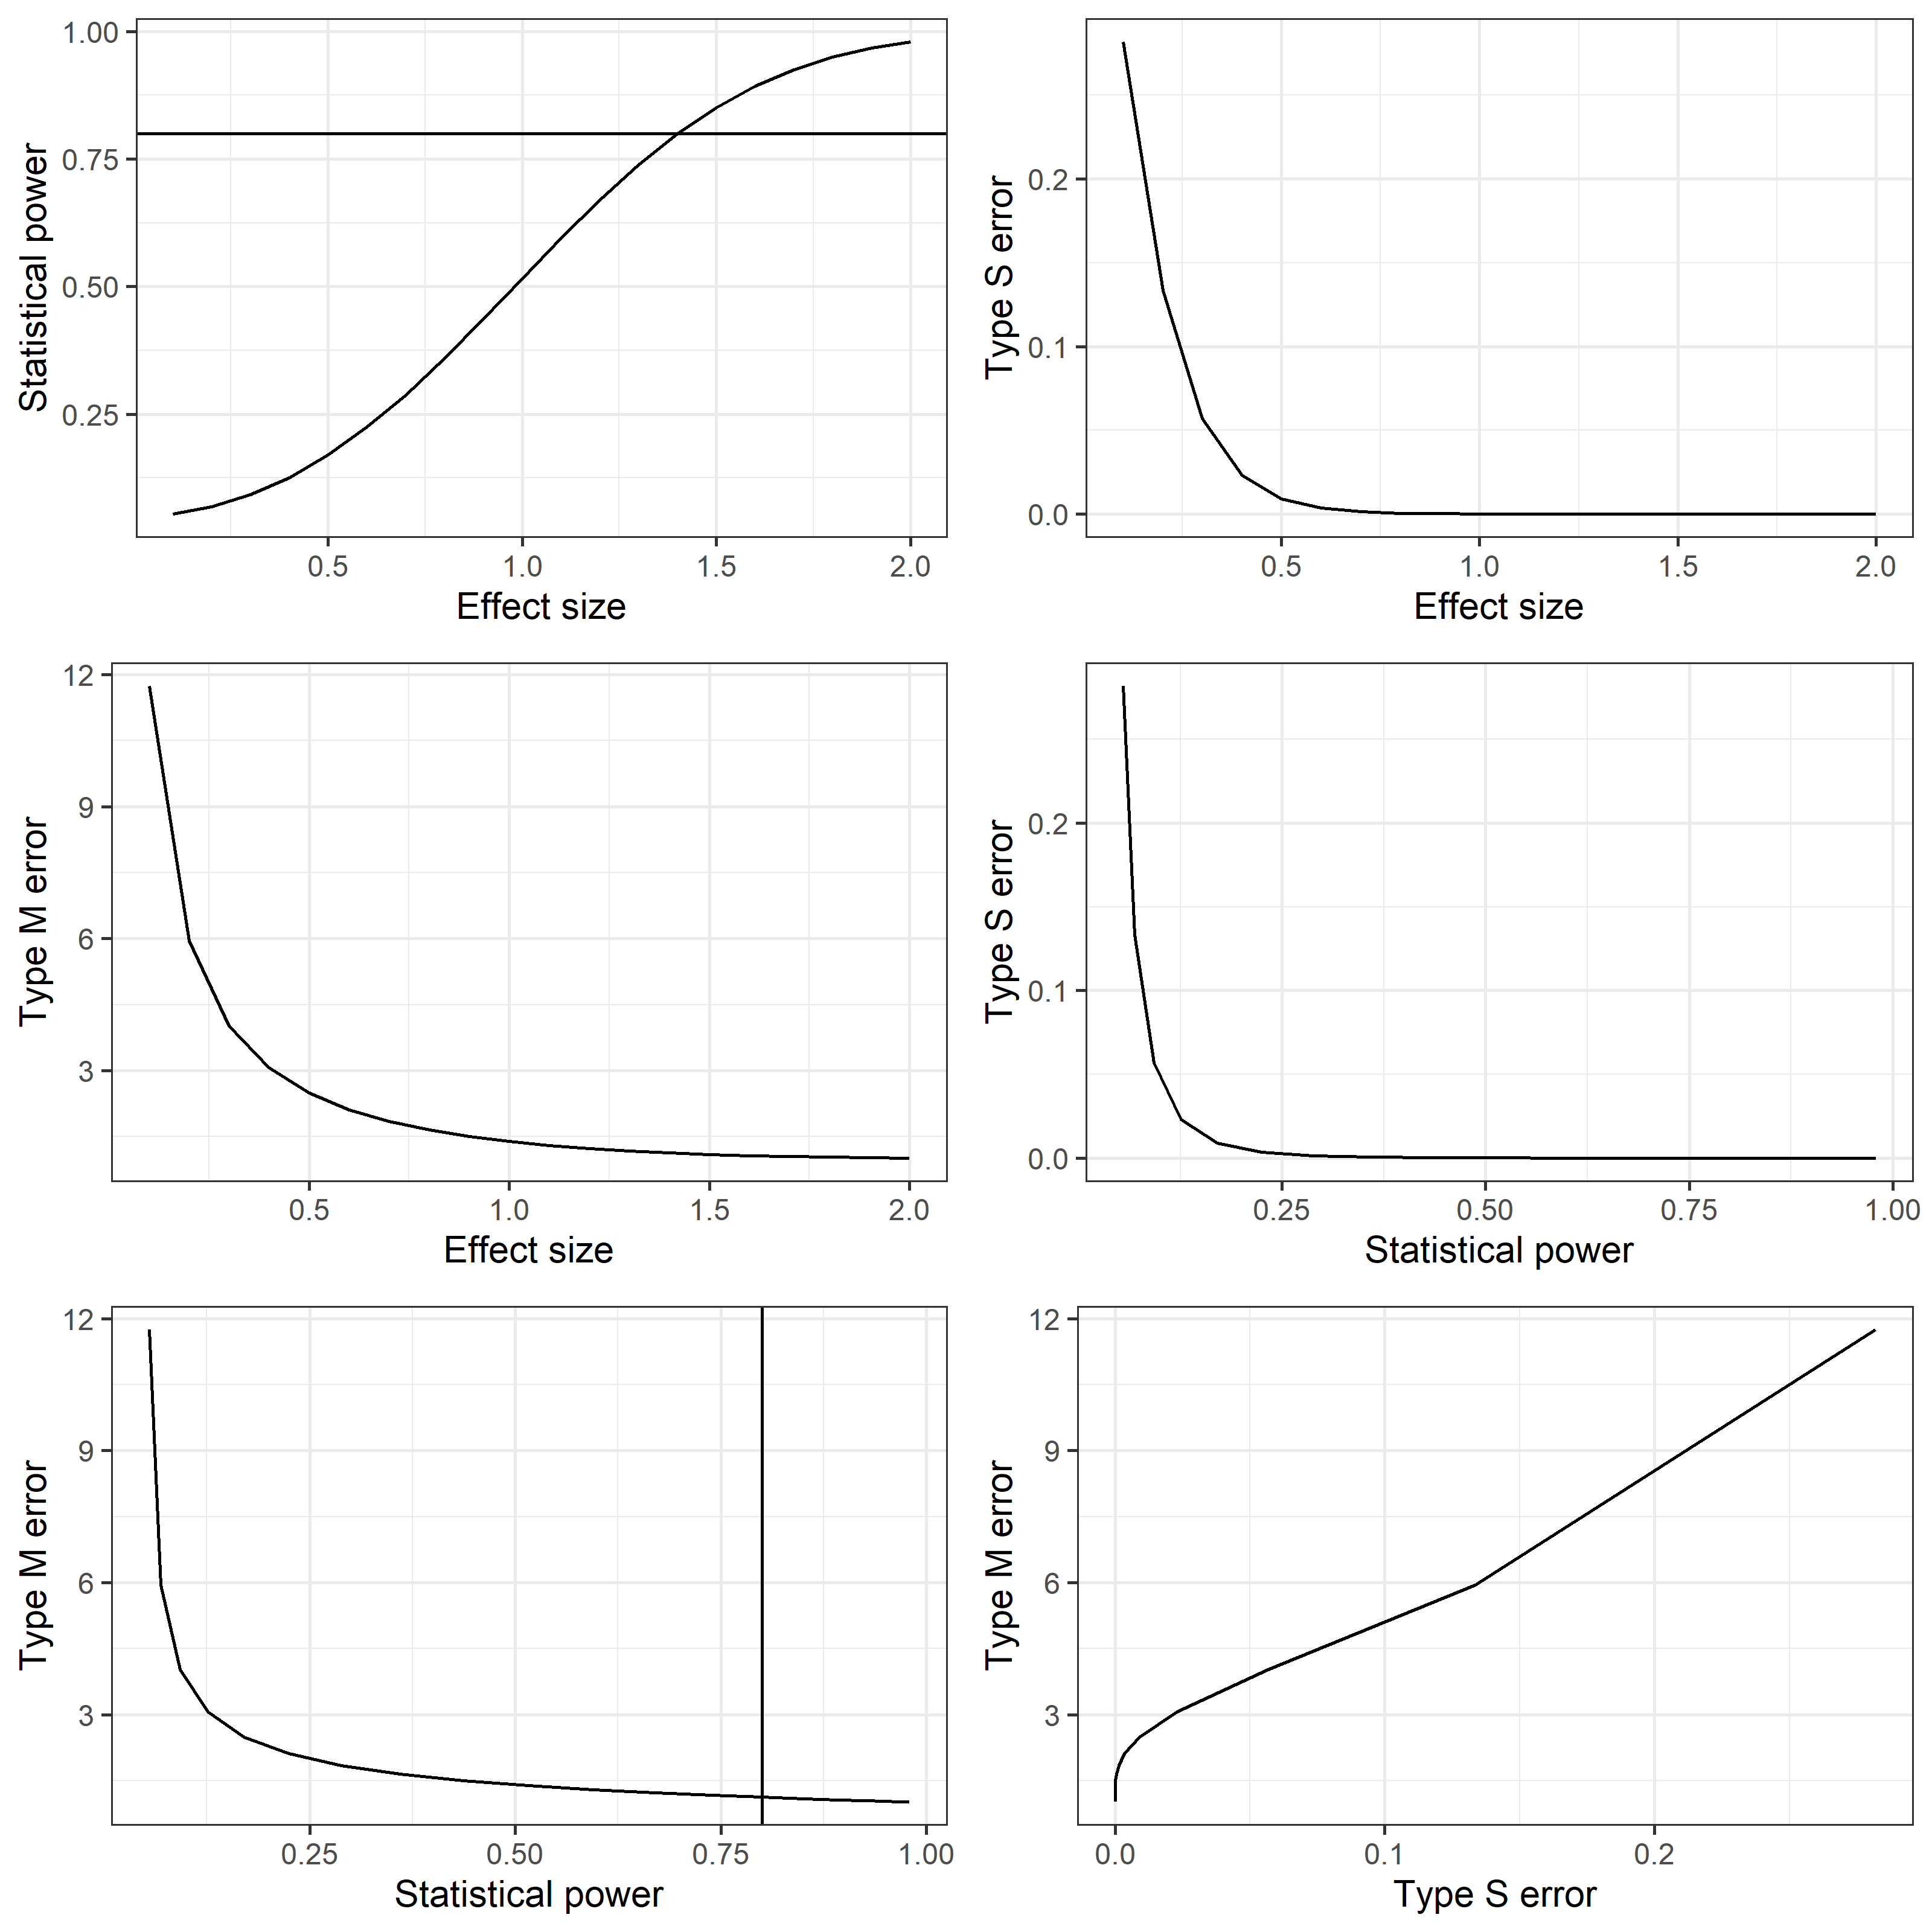 1.00
0.75
0.50
0.25
Statistical power
0.5 1.0 1.5 2.0
Effect size
0.2
0.1
0.0
Type S error
0.5 1.0 1.5 2.0
Effect size
12
9
6
3
Type M error
0.5 1.0 1.5 2.0
Effect size
0.2
0.1
0.0
Type S error
0.25 0.50 0.75 1.00
Statistical power
12
9
6
3
Type M error
0.25 0.50 0.75 1.00
Statistical power
12
9
6
3
Type M error
0.0 0.1 0.2
Type S error